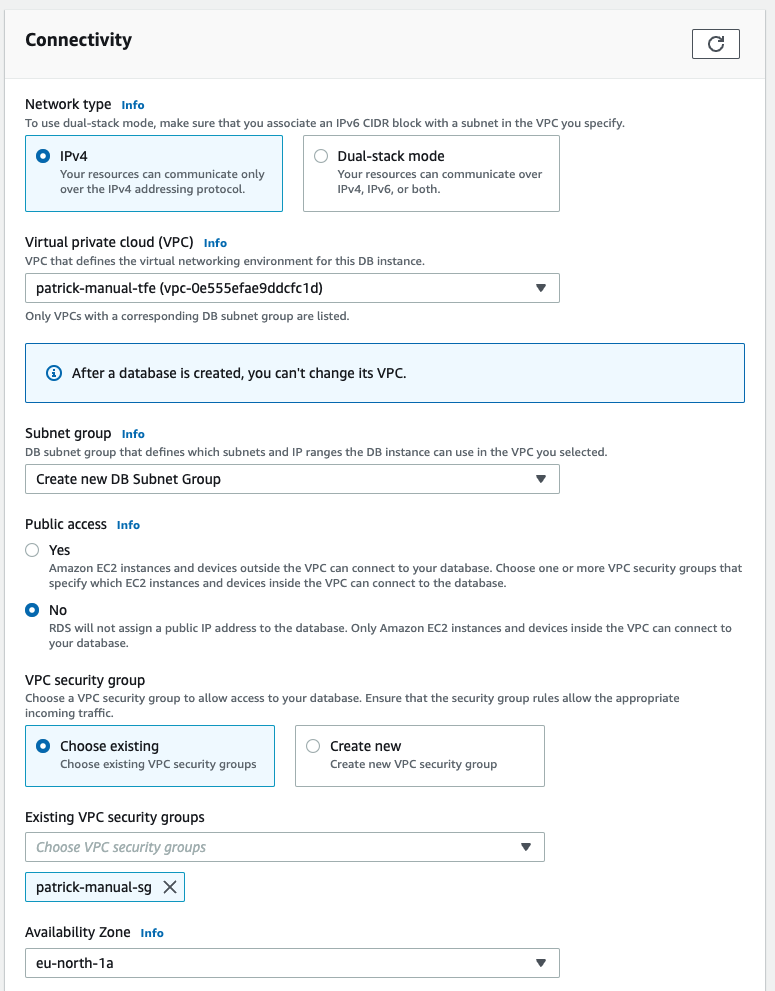 Connectivity
Network type Info
To use dual-stack mode, make sure that you associate an IPv6 CIDR block with a subnet in the VPC you specify.
IPv4
Your resources can communicate only
over the IPv4 addressing protocol.
Dual-stack mode
Your resources can communicate over
IPv4, IPv6, or both.
Virtual private cloud (VPC) Info
VPC that defines the virtual networking environment for this DB instance.
patrick-manual-tfe (vpc-0e555efae9ddcfc1d)
Only VPCs with a corresponding DB subnet group are listed.
After a database is created, you can't change its VPC.
Subnet group Info
DB subnet group that defines which subnets and IP ranges the DB instance can use in the VPC you selected.
Create new DB Subnet Group
Public access Info
Yes
Amazon EC2 instances and devices outside the VPC can connect to your database. Choose one or more VPC security groups that
specify which EC2 instances and devices inside the VPC can connect to the database.
No
RDS will not assign a public IP address to the database. Only Amazon EC2 instances and devices inside the VPC can connect to
your database.
VPC security group
Choose a VPC security group to allow access to your database. Ensure that the security group rules allow the appropriate
incoming traffic.
Choose existing
Choose existing VPC security groups
Create new
Create new VPC security group
Existing VPC security groups
Choose VPC security groups
patrick-manual-sg
Availability Zone Info
eu-north-1a